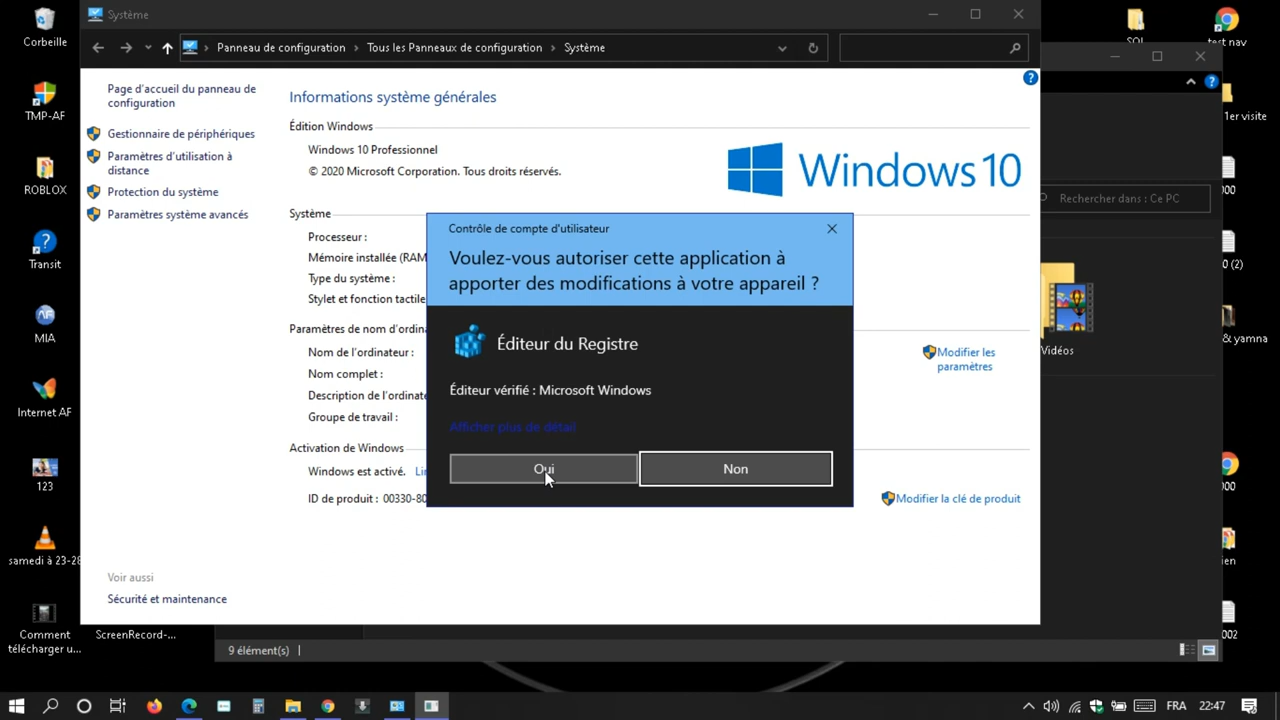 Corbeille
TMP-AF
ROBLOX
Transit
MIA
Internet AF
123
samedi à 23-28
Comment
télécharger u...
ScreenRecord-...
Système
Panneau de configuration
Tous les Panneaux de configuration
Système
Page d'accueil du panneau de
configuration
Gestionnaire de périphériques
Paramètres d'utilisation à
distance
Protection du système
Paramètres système avancés
Voir aussi
Sécurité et maintenance
Informations système générales
Édition Windows
Windows 10 Professionnel
© 2020 Microsoft Corporation. Tous droits réservés.
Windows 10
Système
Processeur :
Mémoire installée (RAM
Type du système :
Stylet et fonction tactile
Paramètres de nom d'ordina
Nom de l'ordinateur :
Nom complet :
Description de l'ordinate
Groupe de travail :
Modifier les
paramètres
Activation de Windows
Windows est activé. Li
ID de produit : 00330-80
Modifier la clé de produit
Contrôle de compte d'utilisateur
Voulez-vous autoriser cette application à
apporter des modifications à votre appareil ?
Éditeur du Registre
Éditeur vérifié : Microsoft Windows
Afficher plus de détail
Oui
Non
SQL
test nav
1er visite
Rechercher dans : Ce PC
000
0 (2)
Vidéos
& yamna
ien
002
9 élément(s)
FRA
22:47